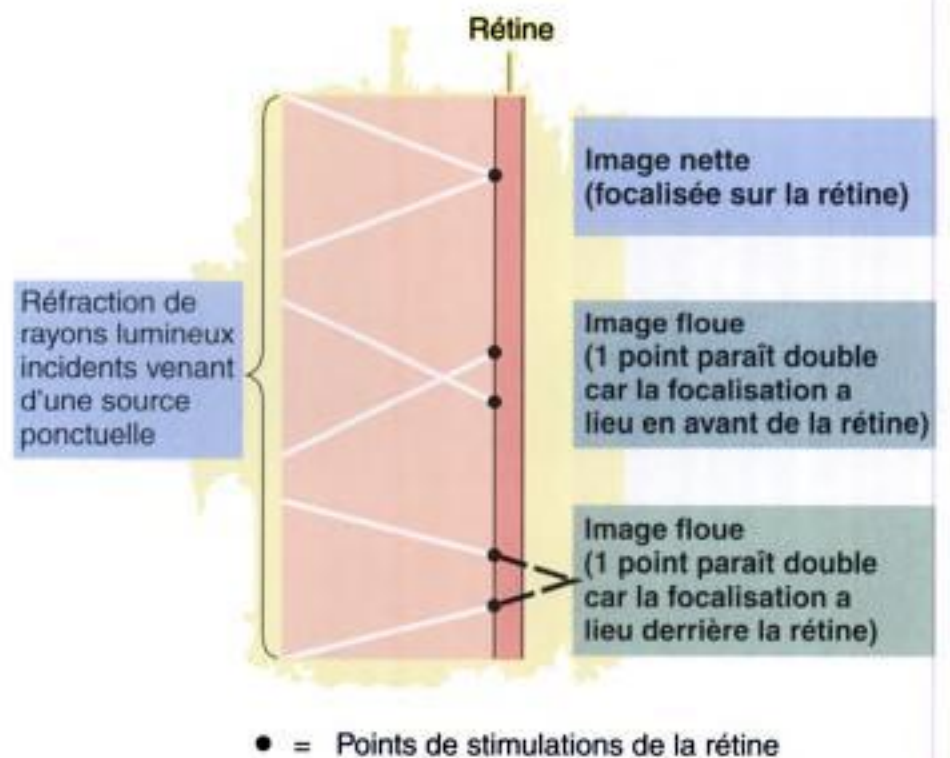 Rétine
Image nette
(focalisée sur la rétine)
Réfraction de
rayons lumineux
incidents venant
d'une source
ponctuelle
Image floue
(1 point paraît double
car la focalisation a
lieu en avant de la rétine)
Image floue
(1 point paraît double
car la focalisation a
lieu derrière la rétine)
• = Points de stimulations de la rétine